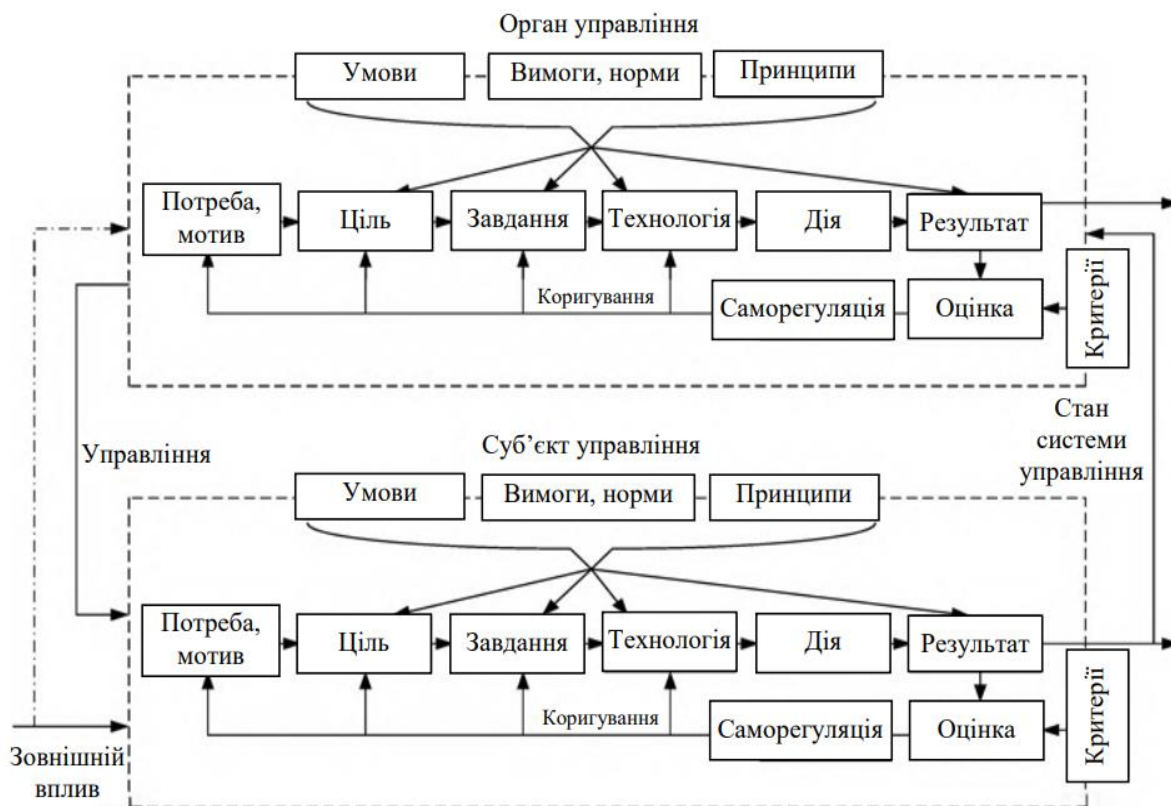 Орган управління
Умови
Вимоги, норми
Принципи
Потреба,
мотив
Ціль
Завдання
Технологія
Дія
Результат
Коригування
Саморегуляція
Оцінка
Критерії
Управління
Стан
системи
управління
Суб’єкт управління
Умови
Вимоги, норми
Принципи
Потреба,
мотив
Ціль
Завдання
Технологія
Дія
Результат
Коригування
Саморегуляція
Оцінка
Критерії
Зовнішній
вплив